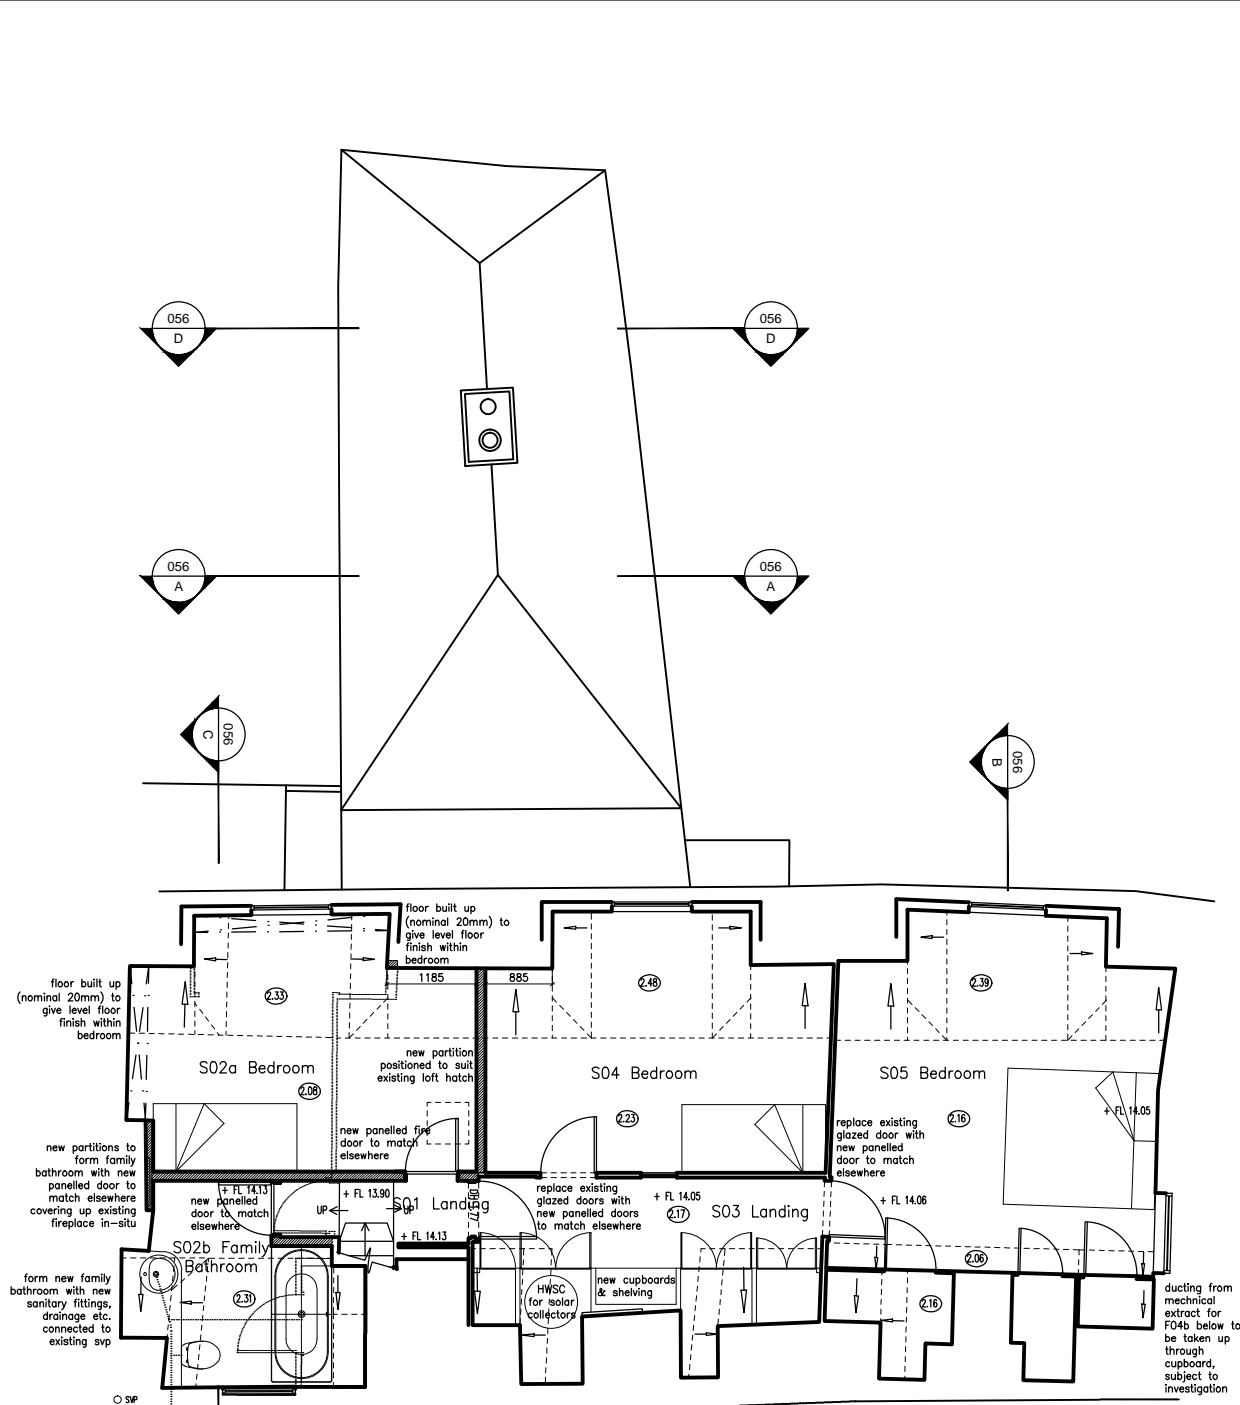 056
D
056
D
056
A
056
A
056
C
056
B
floor built up
(nominal 20mm) to
give level floor
finish within
bedroom
1185
885
floor built up
(nominal 20mm) to
give level floor
finish within
bedroom
2.33
2.48
2.39
new partition
positioned to suit
existing loft hatch
S02a Bedroom
S04 Bedroom
S05 Bedroom
2.08
2.23
2.16
+ FL 14.05
new panelled fire
door to match
elsewhere
replace existing
glazed door with
new panelled
door to match
elsewhere
new partitions to
form family
bathroom with new
panelled door to
match elsewhere
covering up existing
fireplace in-situ
+ FL 14.13
new panelled
door to match
elsewhere
+ FL 13.90
UP
UP
S01 Landing
+ FL 14.13
replace existing
glazed doors with
new panelled doors
to match elsewhere
+ FL 14.05
2.17
S03 Landing
+ FL 14.06
S02b Family
Bathroom
2.06
form new family
bathroom with new
sanitary fittings,
drainage etc.
connected to
existing svp
2.31
HWSC
for solar
collectors
new cupboards
& shelving
2.16
ducting from
mechnical
extract for
F04b below to
be taken up
through
cupboard,
subject to
investigation
SVP